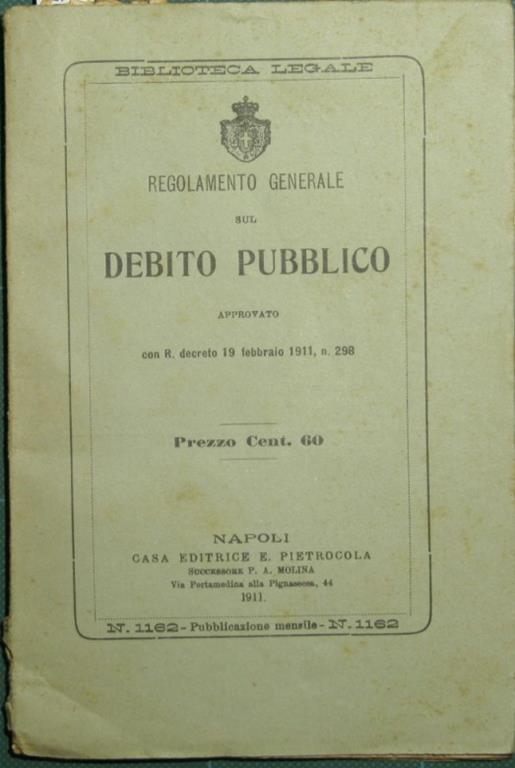 BIBLIOTECA LEGALE
REGOLAMENTO GENERALE
SUL
DEBITO PUBBLICO
APPROVATO
con R. decreto 19 febbraio 1911, n. 298
Prezzo Cent. 60
NAPOLI
CASA EDITRICE E. PIETROCOLA
SUCCESSORE P. A. MOLINA
Via Portamedina alla Pignasecca, 44
1911.
N. 1162 - Pubblicazione mensile - N. 1162